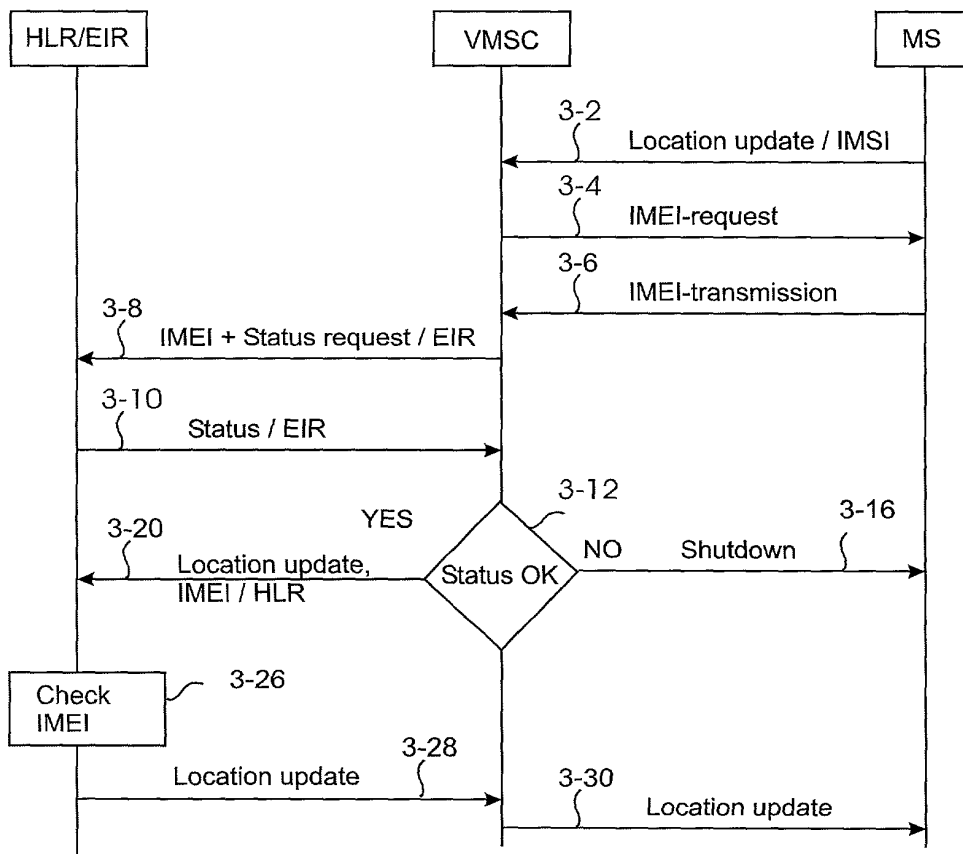 HLR/EIR
VMSC
MS
3-2
Location update / IMSI
3-4
IMEI-request
3-6
IMEI-transmission
3-8
IMEI + Status request / EIR
3-10
Status / EIR
3-12
YES
3-20
Location update,
IMEI / HLR
Status OK
NO
Shutdown
3-16
Check
IMEI
3-26
Location update
3-28
3-30
Location update